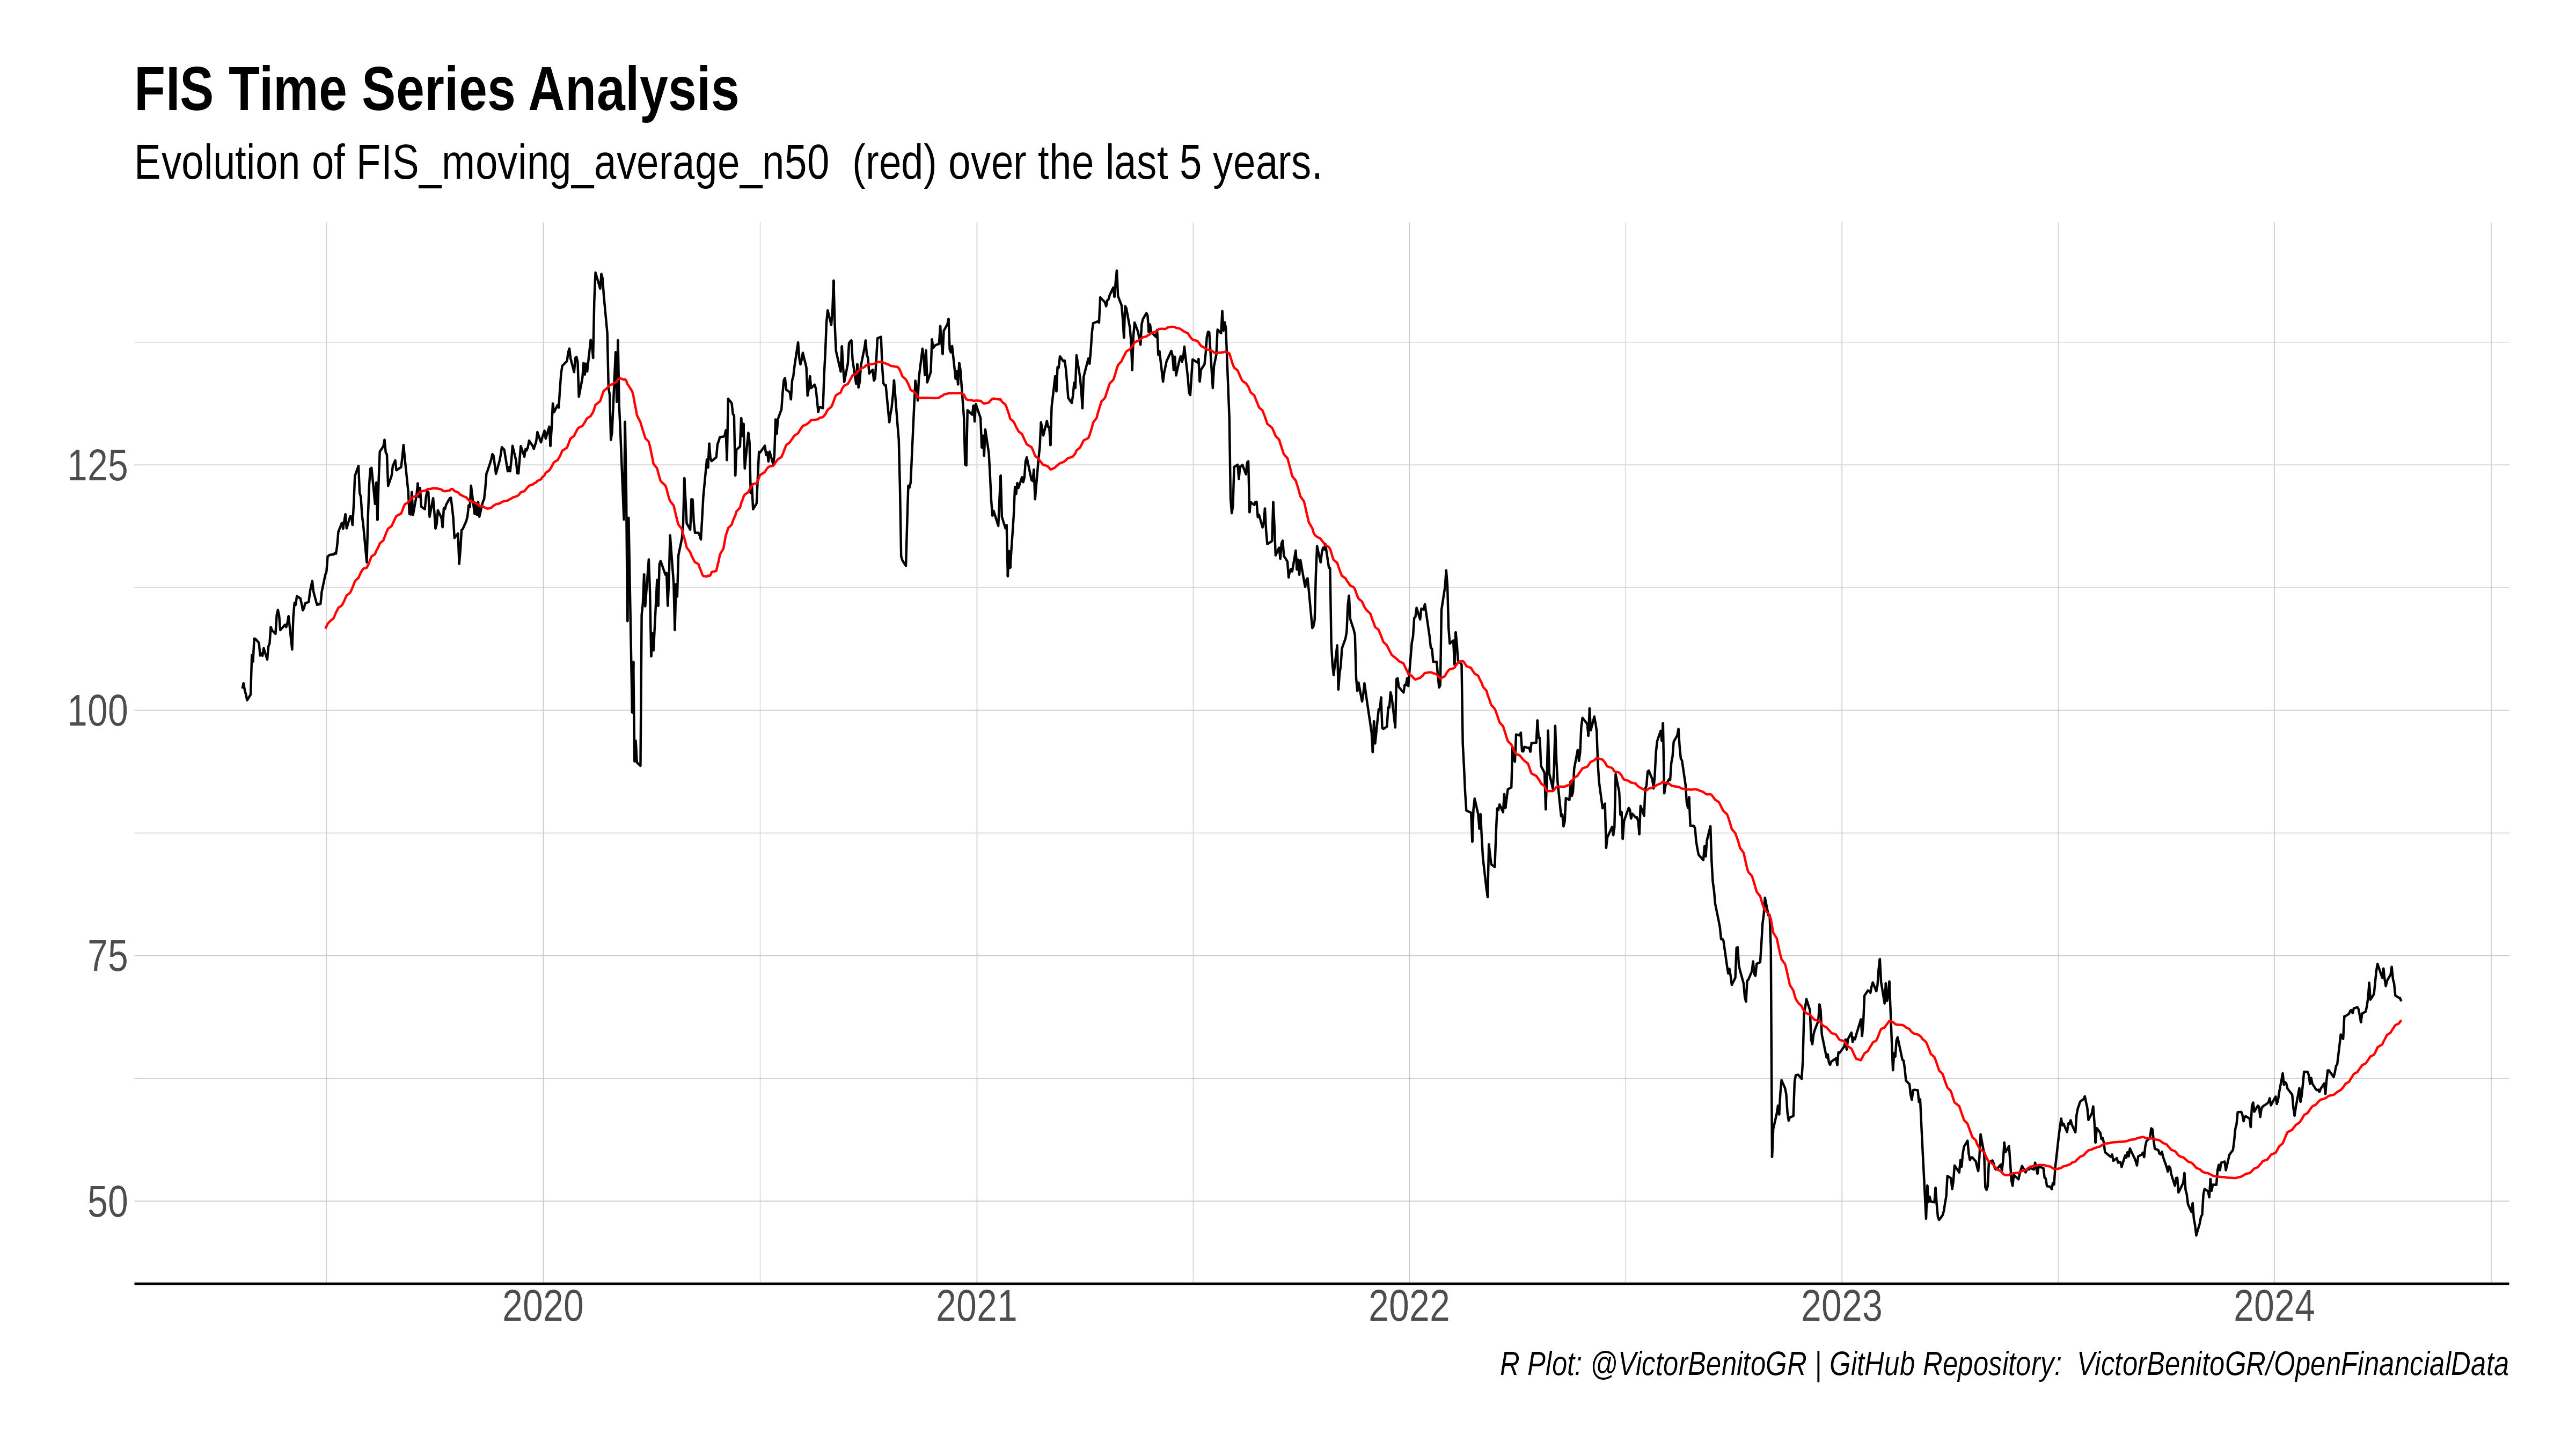 FIS Time Series Analysis
Evolution of FIS_moving_average_n50  (red) over the last 5 years.
125
100
75
50
2020 2021 2022 2023 2024
R Plot: @VictorBenitoGR | GitHub Repository:  VictorBenitoGR/OpenFinancialData